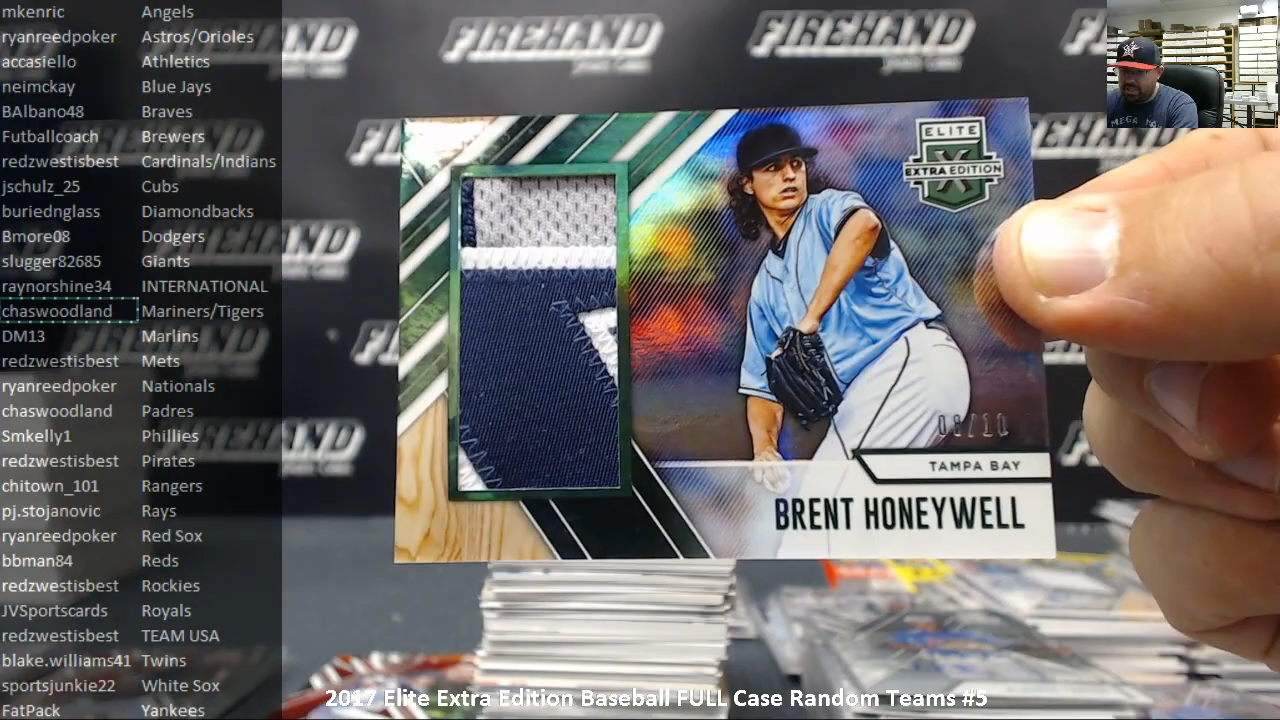 mkenric Angels
ryanreedpoker Astros/Orioles
accasiello Athletics
neimckay Blue Jays
BAlbano48 Braves
Futballcoach Brewers
redzwestisbest Cardinals/Indians
jschulz_25 Cubs
buriednglass Diamondbacks
Bmore08 Dodgers
slugger82685 Giants
raynorshine34 INTERNATIONAL
chaswoodland Mariners/Tigers
DM13 Marlins
redzwestisbest Mets
ryanreedpoker Nationals
chaswoodland Padres
Smkelly1 Phillies
redzwestisbest Pirates
chitown_101 Rangers
pj.stojanovic Rays
ryanreedpoker Red Sox
bbman84 Reds
redzwestisbest Rockies
JVSportscards Royals
redzwestisbest TEAM USA
blake.williams41 Twins
sportsjunkie22 White Sox
FatPack Yankees
FIREHAND FIREHAND
ELITE
X
EXTRA EDITION
TAMPA BAY
BRENT HONEYWELL
2017 Elite Extra Edition Baseball FULL Case Random Teams #5